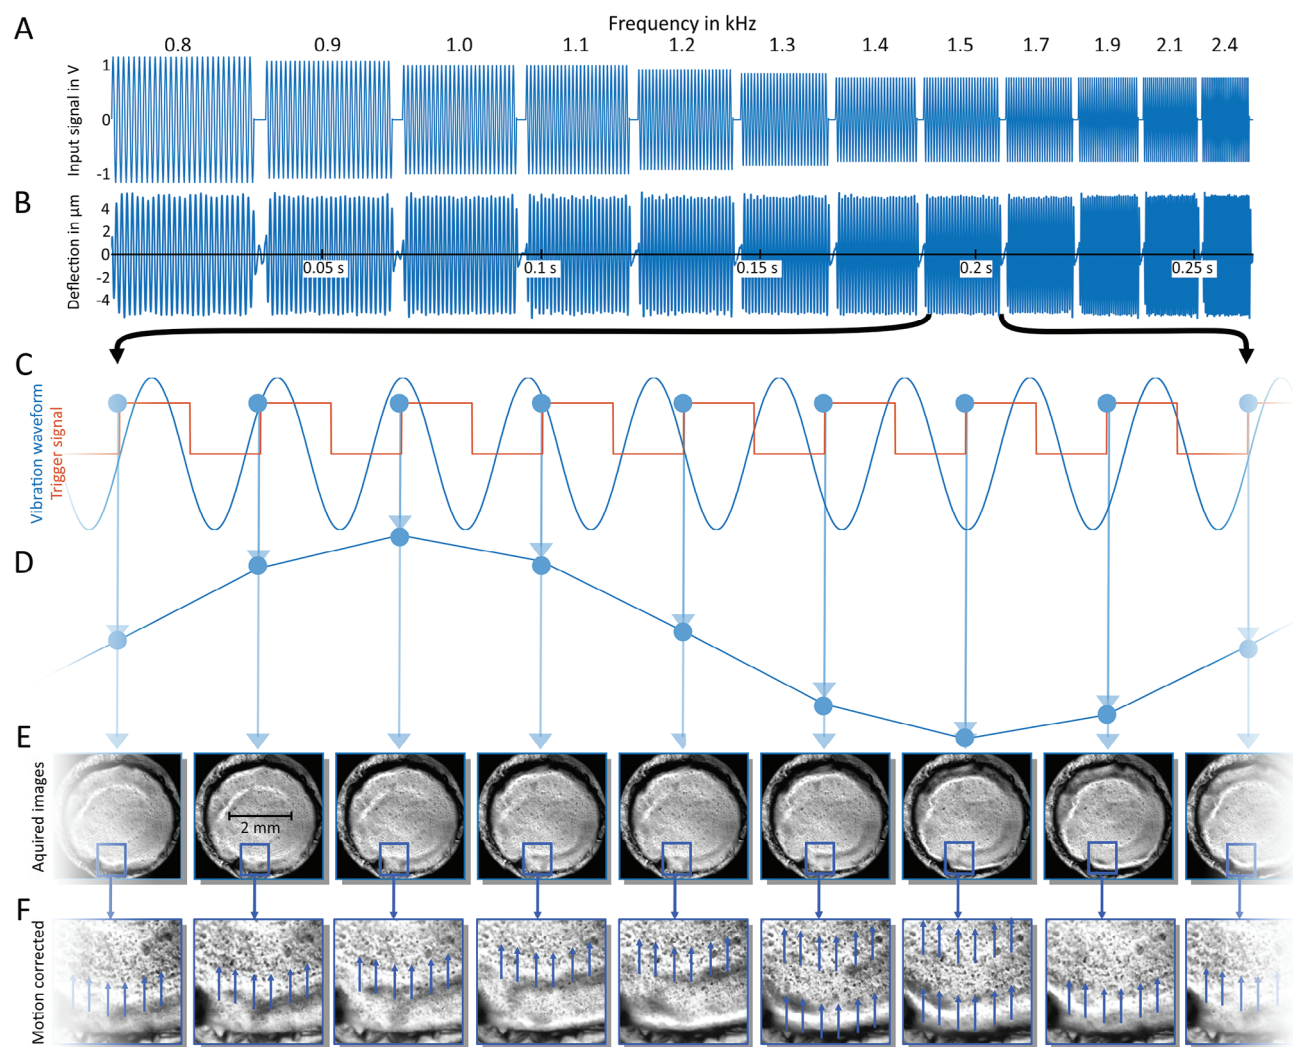 A
Frequency in kHz
0.8 0.9 1.0 1.1 1.2 1.3 1.4 1.5 1.7 1.9 2.1 2.4
Input signal in V
1
0
-1
B
Deflection in µm
4
2
0
-2
-4
0.05 s 0.1 s 0.15 s 0.2 s 0.25 s
C
Vibration waveform
Trigger signal
D
E
Aquired images
2 mm
F
Motion corrected